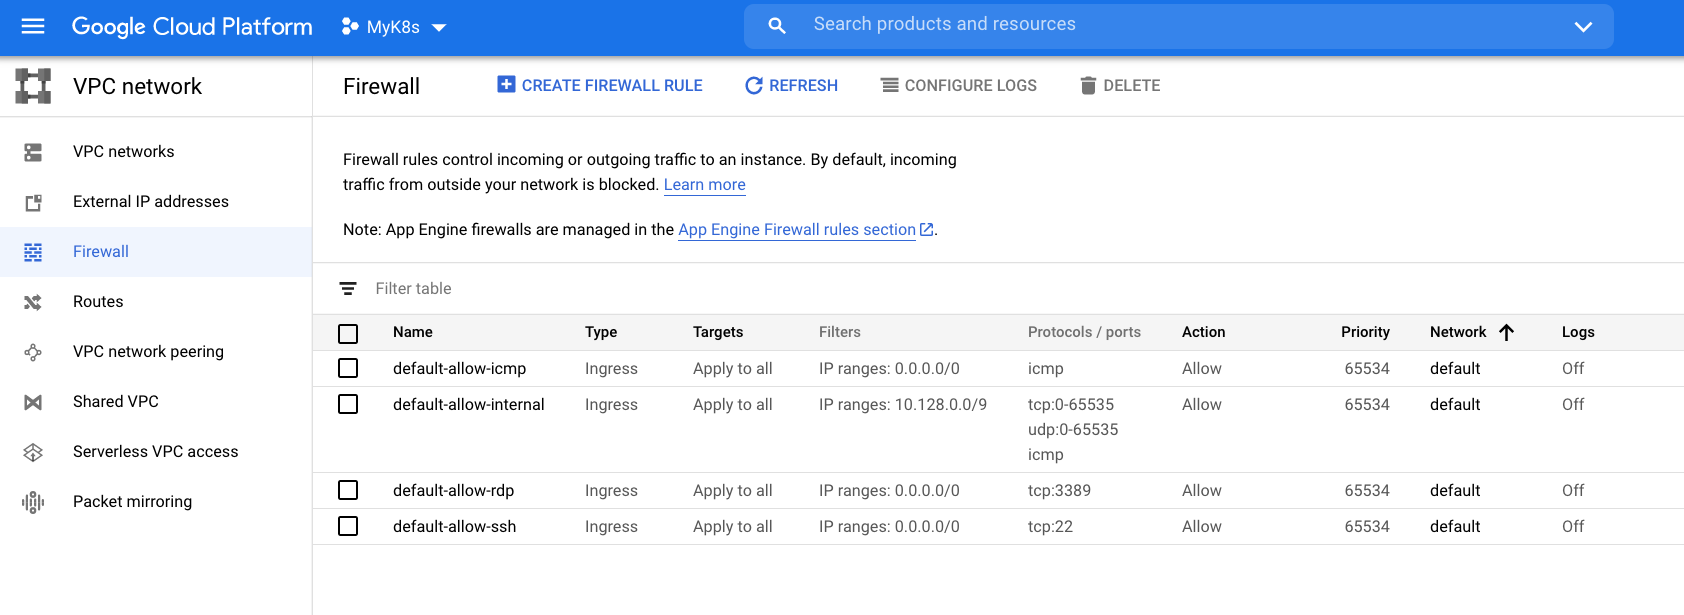 Google Cloud Platform MyK8s Search products and resources
VPC network
Firewall CREATE FIREWALL RULE REFRESH CONFIGURE LOGS DELETE
VPC networks
External IP addresses
Firewall
Routes
VPC network peering
Shared VPC
Serverless VPC access
Packet mirroring
Firewall rules control incoming or outgoing traffic to an instance. By default, incoming
traffic from outside your network is blocked. Learn more
Note: App Engine firewalls are managed in the App Engine Firewall rules section.
Filter table
Name Type Targets Filters Protocols / ports Action Priority Network Logs
default-allow-icmp Ingress Apply to all IP ranges: 0.0.0.0/0 icmp Allow 65534 default Off
default-allow-internal Ingress Apply to all IP ranges: 10.128.0.0/9 tcp:0-65535 Allow 65534 default Off
udp:0-65535
icmp
default-allow-rdp Ingress Apply to all IP ranges: 0.0.0.0/0 tcp:3389 Allow 65534 default Off
default-allow-ssh Ingress Apply to all IP ranges: 0.0.0.0/0 tcp:22 Allow 65534 default Off